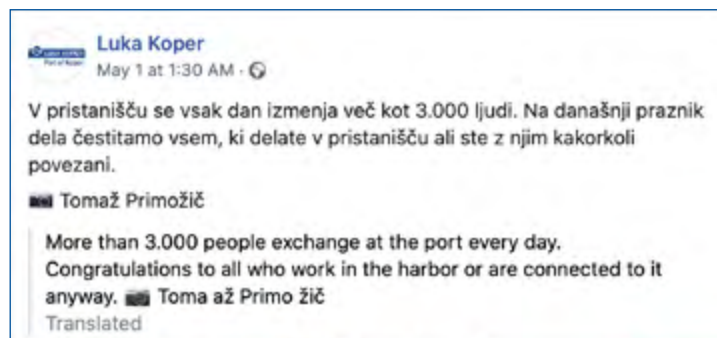 Luka Koper
May 1 at 1:30 AM ·
V pristanišču se vsak dan izmenja več kot 3.000 ljudi. Na današnji praznik
dela čestitamo vsem, ki delate v pristanišču ali ste z njim kakorkoli
povezani.
📷 Tomaž Primožič
More than 3.000 people exchange at the port every day.
Congratulations to all who work in the harbor or are connected to it
anyway. 📷 Toma až Primo žič
Translated